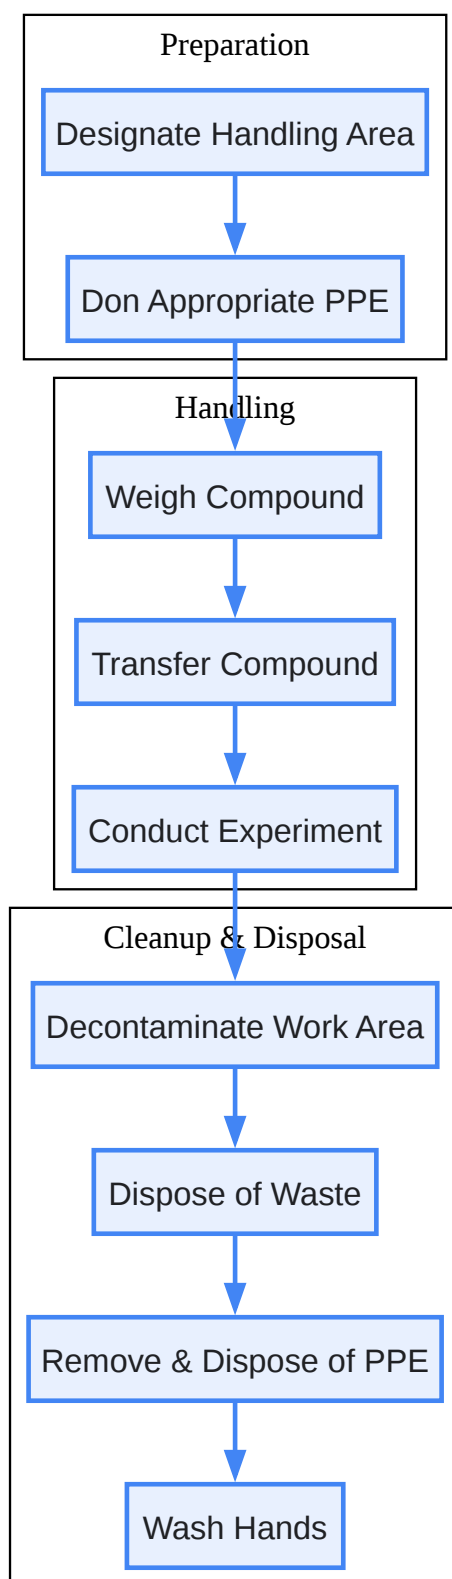 Preparation
Designate Handling Area
Don Appropriate PPE
Handling
Weigh Compound
Transfer Compound
Conduct Experiment
Cleanup & Disposal
Decontaminate Work Area
Dispose of Waste
Remove & Dispose of PPE
Wash Hands